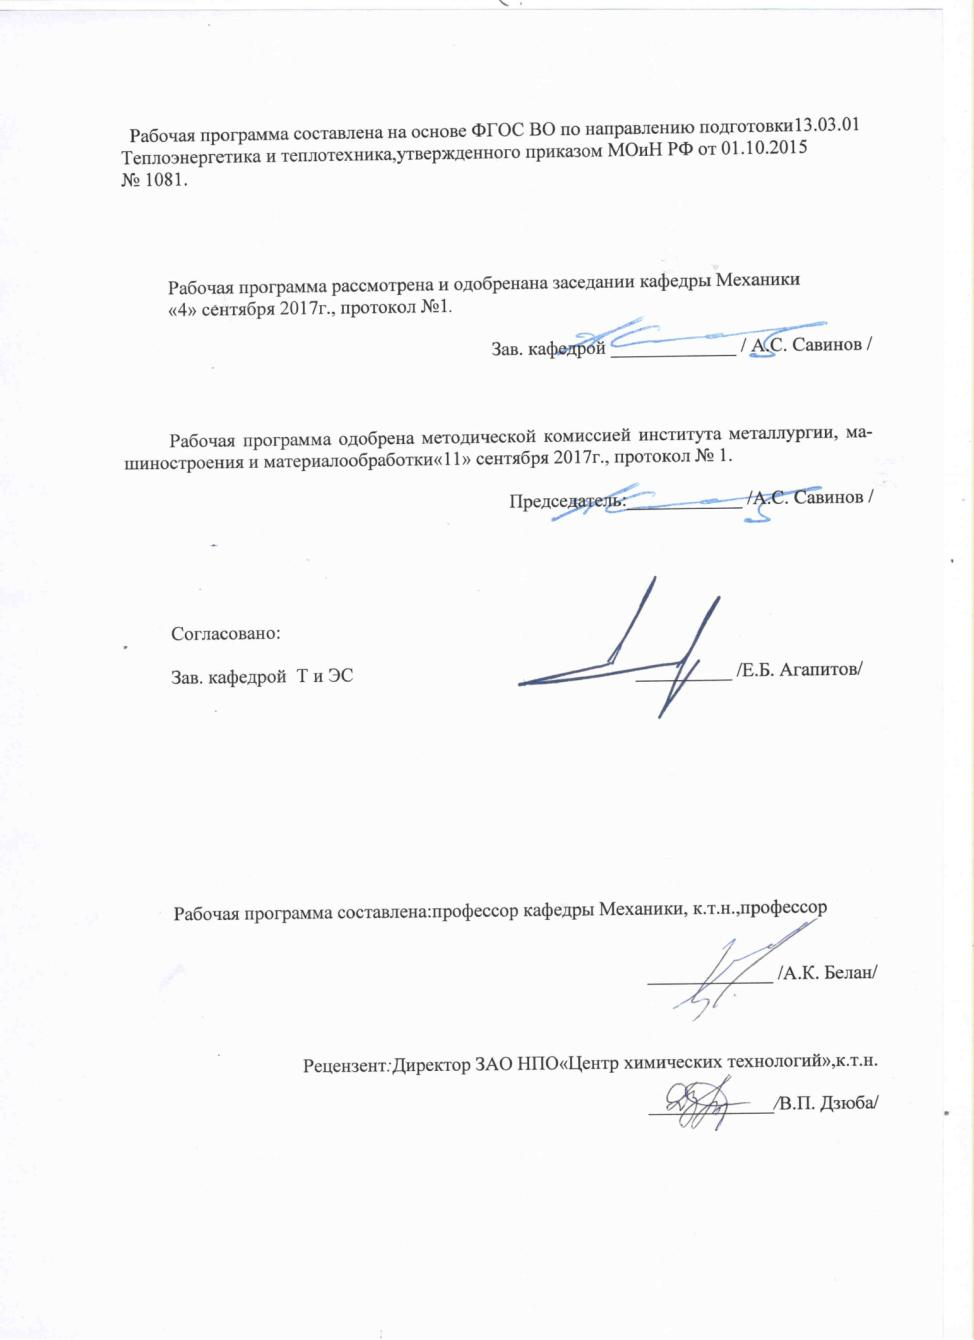 Рабочая программа составлена на основе ФГОС ВО по направлению подготовки13.03.01
Теплоэнергетика и теплотехника,утвержденного приказом МОиН РФ от 01.10.2015
№ 1081.
Рабочая программа рассмотрена и одобренана заседании кафедры Механики
«4» сентября 2017г., протокол №1.
Зав. кафедрой _____________ / А.С. Савинов /
Рабочая программа одобрена методической комиссией института металлургии, ма-
шиностроения и материалообработки«11» сентября 2017г., протокол № 1.
Председатель:____________ /А.С. Савинов /
Согласовано:
Зав. кафедрой Т и ЭС __________ /Е.Б. Агапитов/
Рабочая программа составлена:профессор кафедры Механики, к.т.н.,профессор
_____________ /А.К. Белан/
Рецензент:Директор ЗАО НПО«Центр химических технологий»,к.т.н.
_____________/В.П. Дзюба/